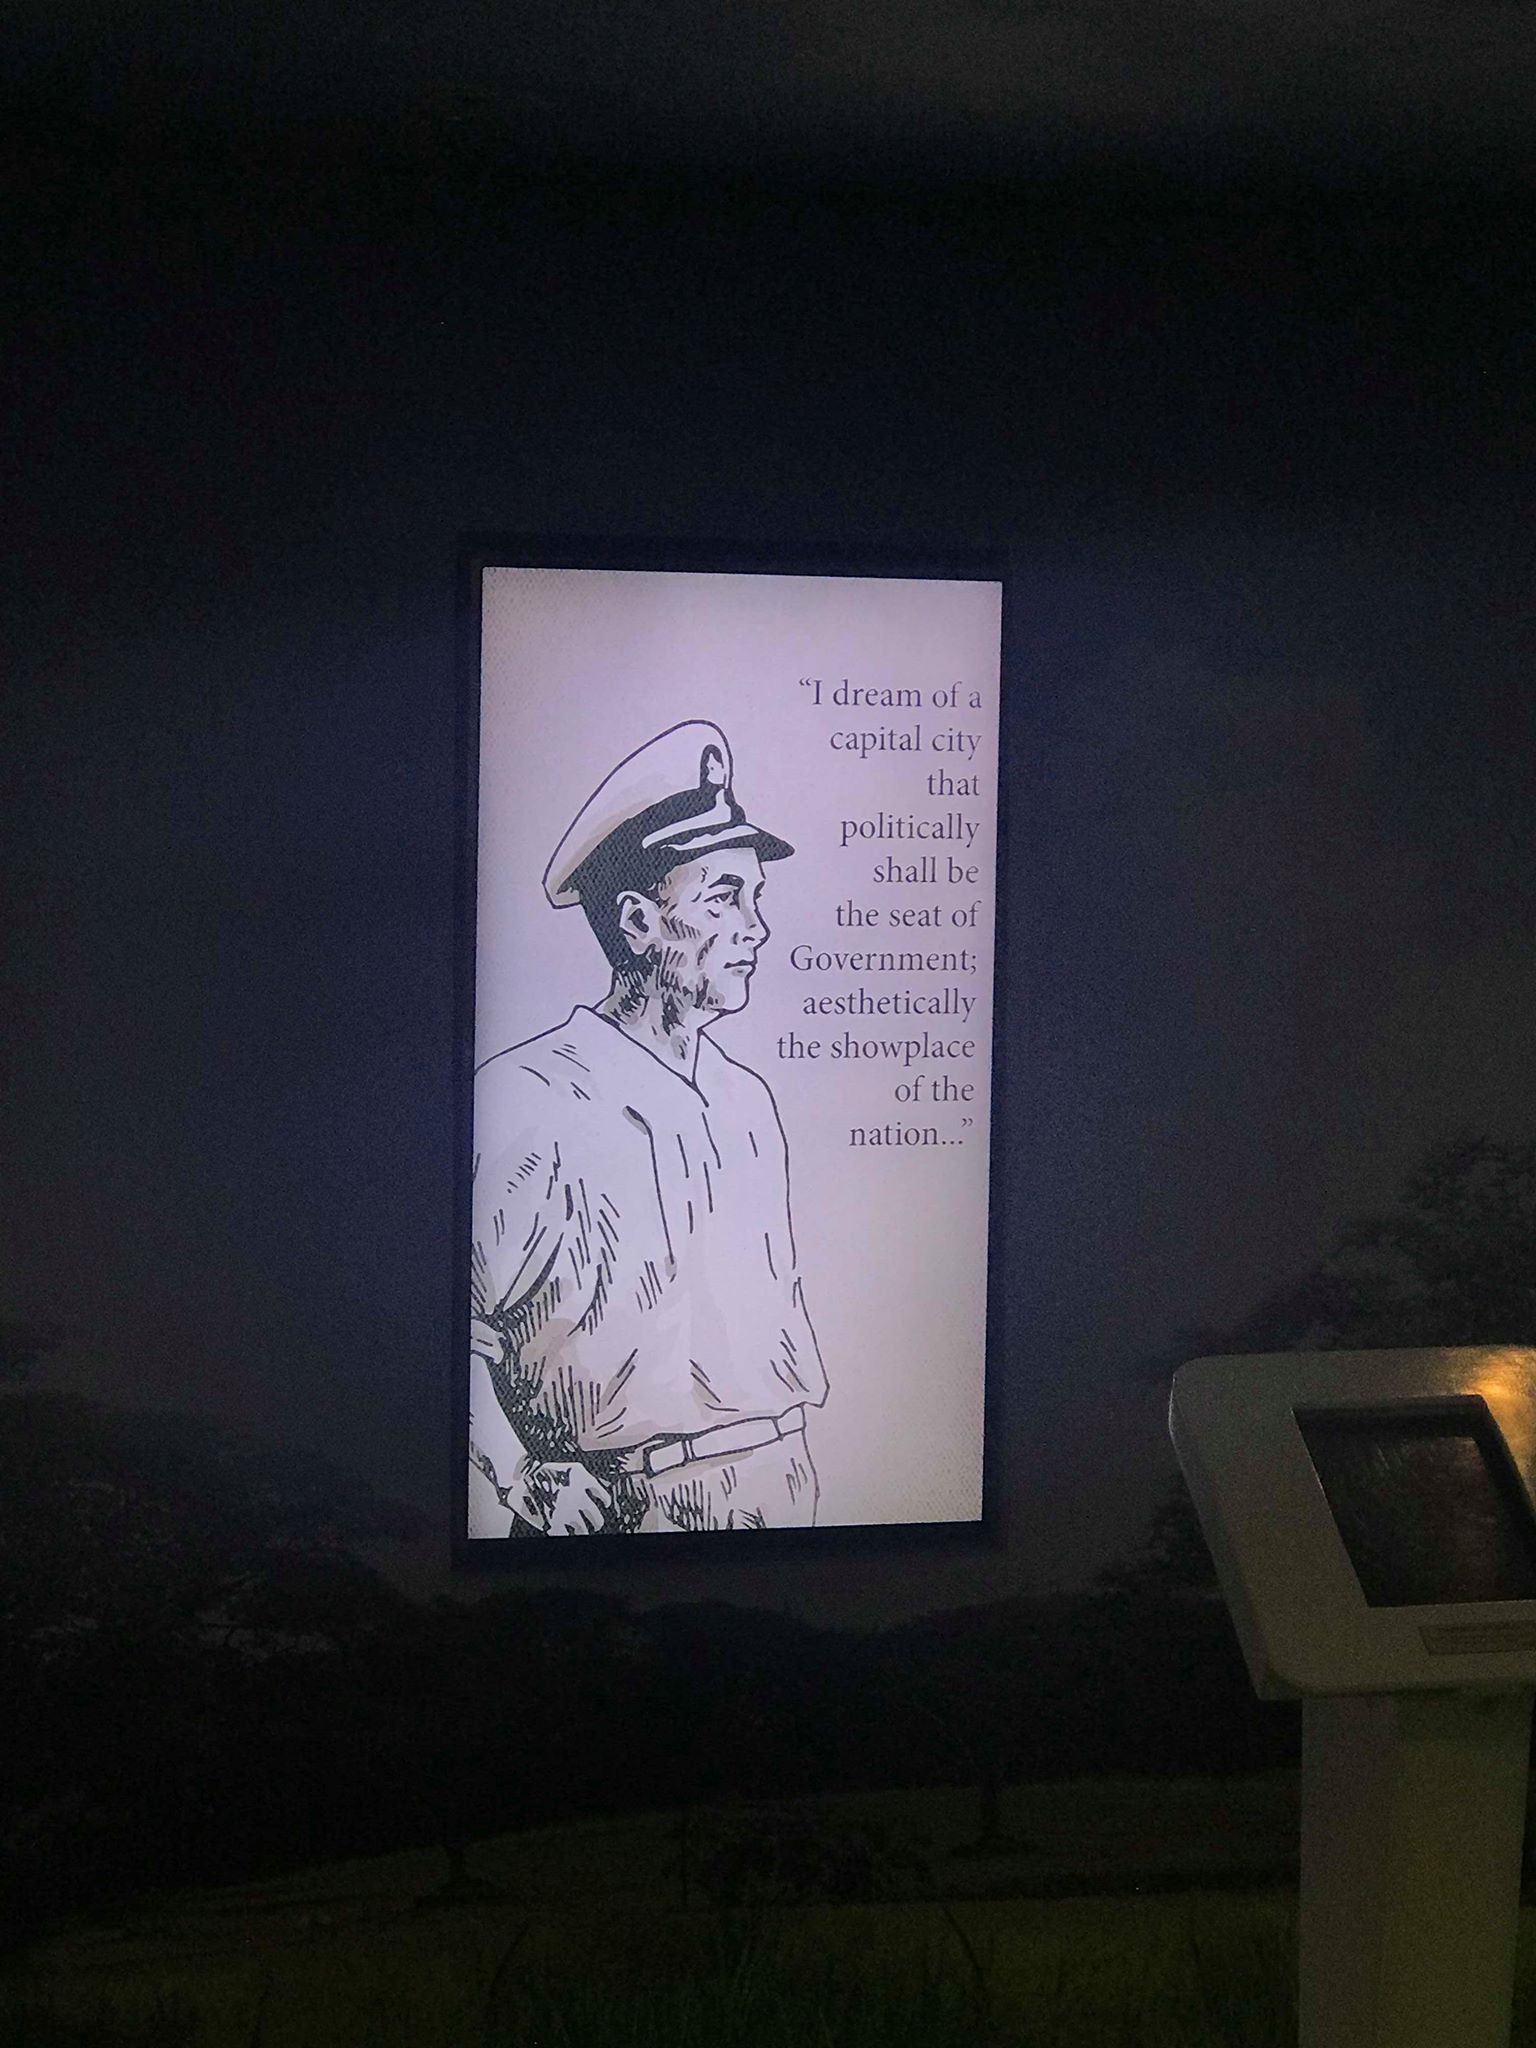 “I dream of a
capital city
that
politically
shall be
the seat of
Government;
aesthetically
the showplace
of the
nation...”